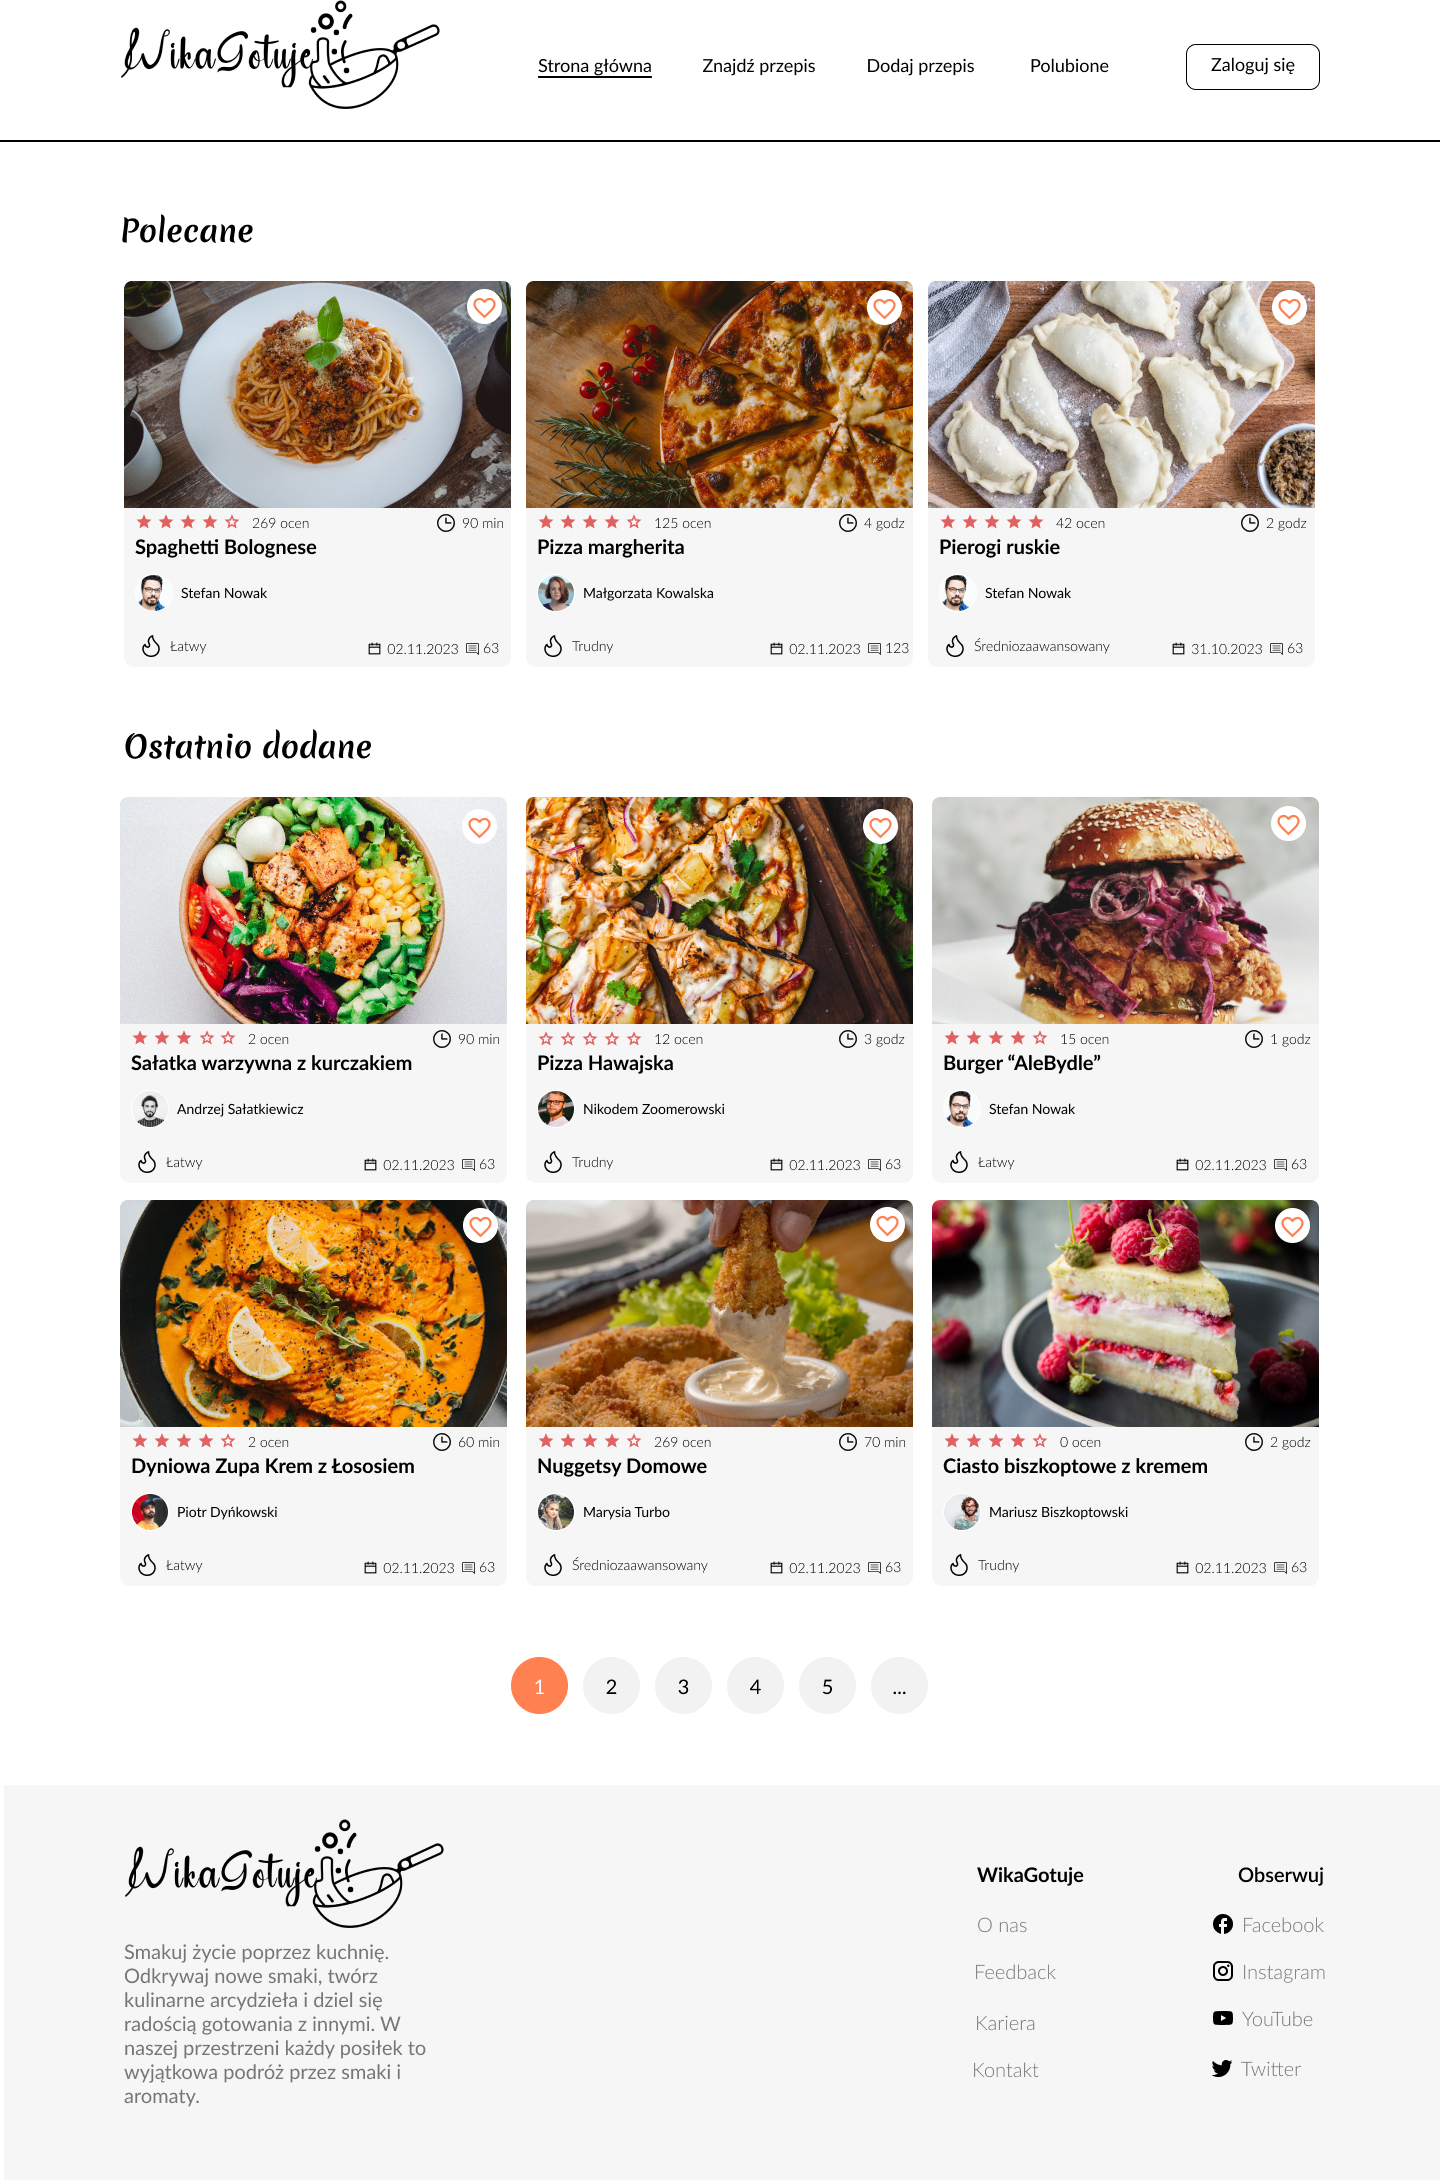 WikaGotuje
Strona główna
Znajdź przepis
Dodaj przepis
Polubione
Zaloguj się
Polecane
269 ocen
90 min
Spaghetti Bolognese
Stefan Nowak
Łatwy
02.11.2023
63
125 ocen
4 godz
Pizza margherita
Małgorzata Kowalska
Trudny
02.11.2023
123
42 ocen
2 godz
Pierogi ruskie
Stefan Nowak
Średniozaawansowany
31.10.2023
63
Ostatnio dodane
2 ocen
90 min
Sałatka warzywna z kurczakiem
Andrzej Sałatkiewicz
Łatwy
02.11.2023
63
12 ocen
3 godz
Pizza Hawajska
Nikodem Zoomerowski
Trudny
02.11.2023
63
15 ocen
1 godz
Burger “AleBydle”
Stefan Nowak
Łatwy
02.11.2023
63
2 ocen
60 min
Dyniowa Zupa Krem z Łososiem
Piotr Dyńkowski
Łatwy
02.11.2023
63
269 ocen
70 min
Nuggetsy Domowe
Marysia Turbo
Średniozaawansowany
02.11.2023
63
0 ocen
2 godz
Ciasto biszkoptowe z kremem
Mariusz Biszkoptowski
Trudny
02.11.2023
63
1
2
3
4
5
...
WikaGotuje
Smakuj życie poprzez kuchnię.
Odkrywaj nowe smaki, twórz
kulinarne arcydzieła i dziel się
radością gotowania z innymi. W
naszej przestrzeni każdy posiłek to
wyjątkowa podróż przez smaki i
aromaty.
WikaGotuje
O nas
Feedback
Kariera
Kontakt
Obserwuj
Facebook
Instagram
YouTube
Twitter